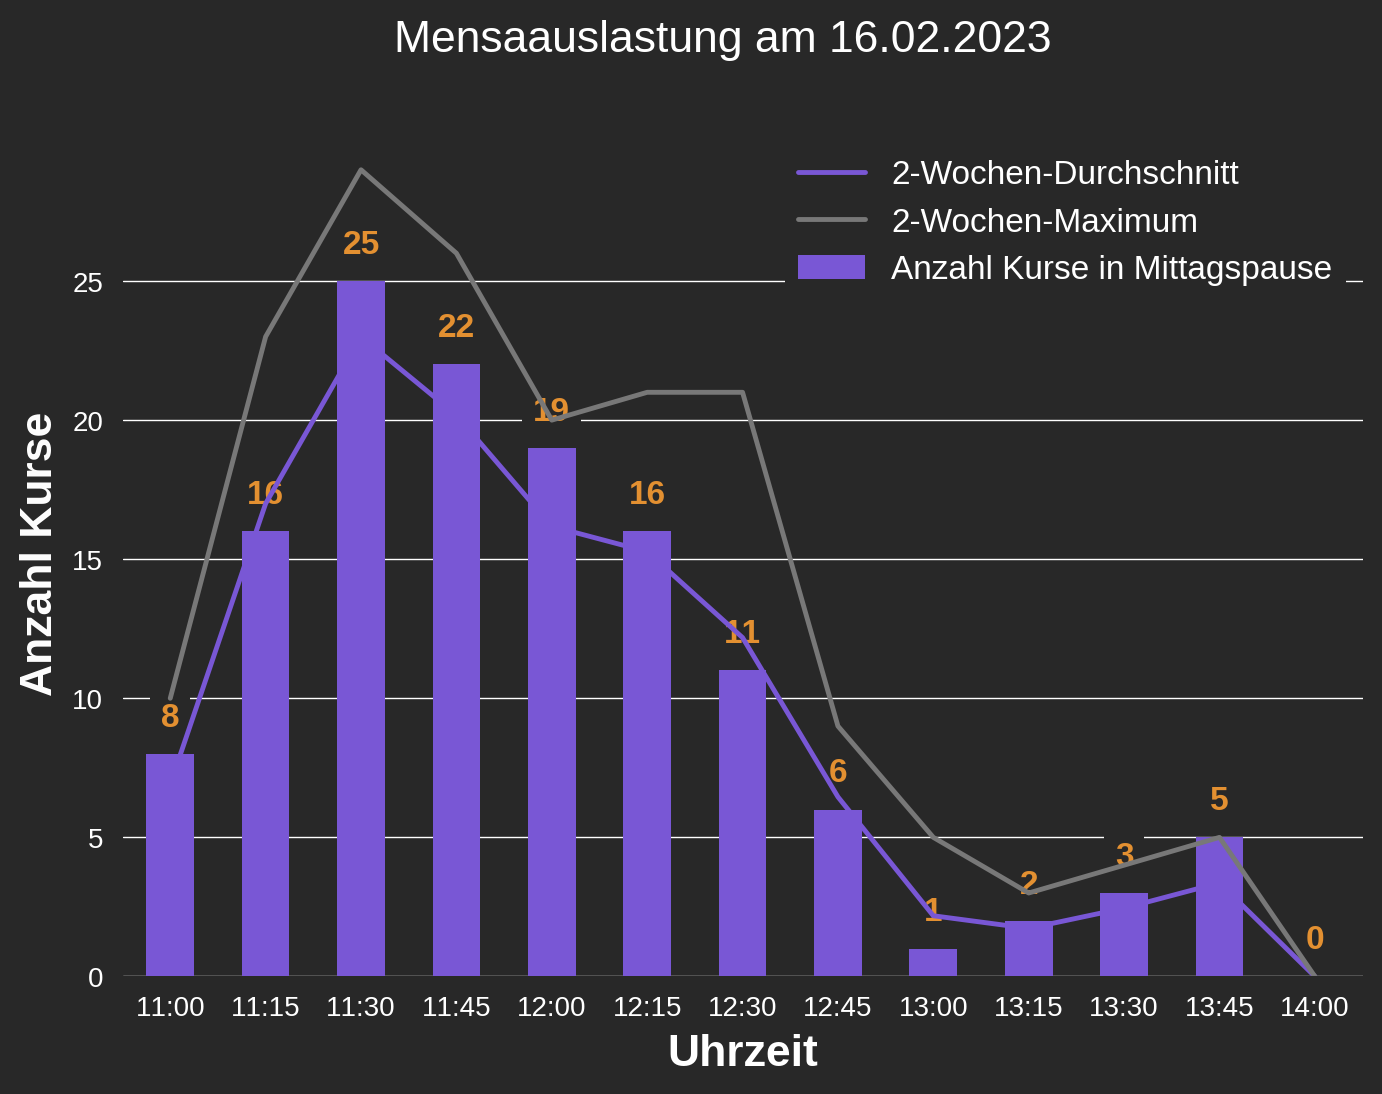 Mensaauslastung am 16.02.2023
2-Wochen-Durchschnitt
2-Wochen-Maximum
Anzahl Kurse in Mittagspause
Anzahl Kurse
25
20
15
10
5
0
8
16
25
22
19
16
11
6
1
2
3
5
0
11:00 11:15 11:30 11:45 12:00 12:15 12:30 12:45 13:00 13:15 13:30 13:45 14:00
Uhrzeit